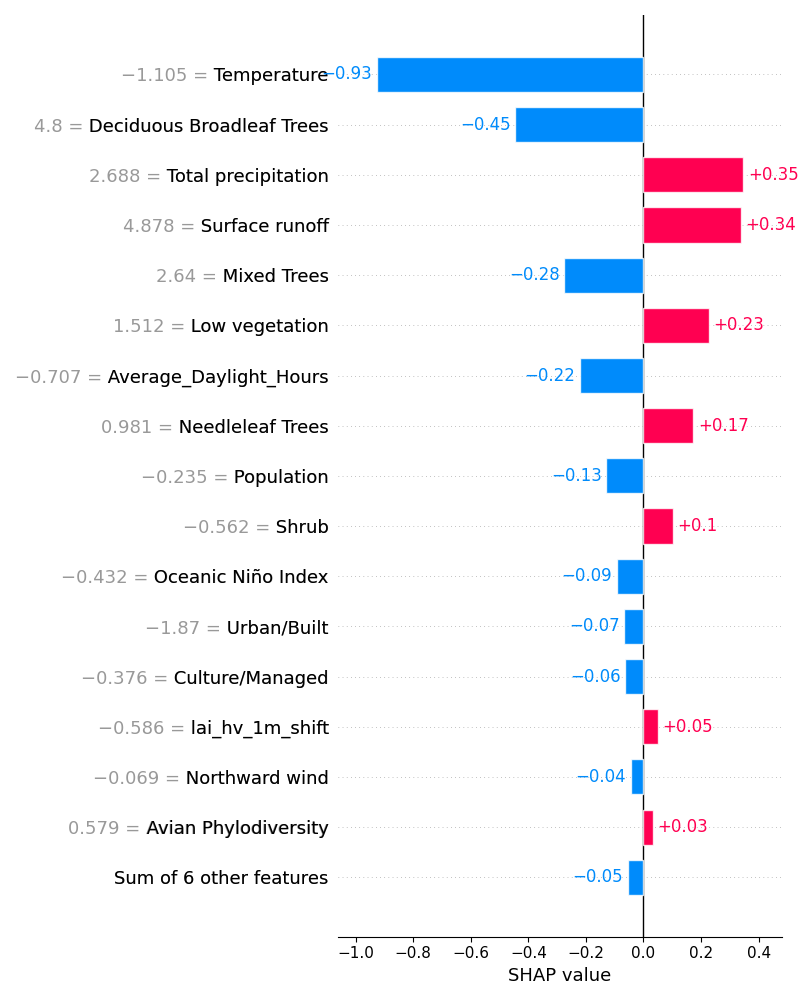 −1.105 = Temperature −0.93
4.8 = Deciduous Broadleaf Trees −0.45
2.688 = Total precipitation +0.35
4.878 = Surface runoff +0.34
2.64 = Mixed Trees −0.28
1.512 = Low vegetation +0.23
−0.707 = Average_Daylight_Hours −0.22
0.981 = Needleleaf Trees +0.17
−0.235 = Population −0.13
−0.562 = Shrub +0.1
−0.432 = Oceanic Niño Index −0.09
−1.87 = Urban/Built −0.07
−0.376 = Culture/Managed −0.06
−0.586 = lai_hv_1m_shift +0.05
−0.069 = Northward wind −0.04
0.579 = Avian Phylodiversity +0.03
Sum of 6 other features −0.05
−1.0 −0.8 −0.6 −0.4 −0.2 0.0 0.2 0.4
SHAP value